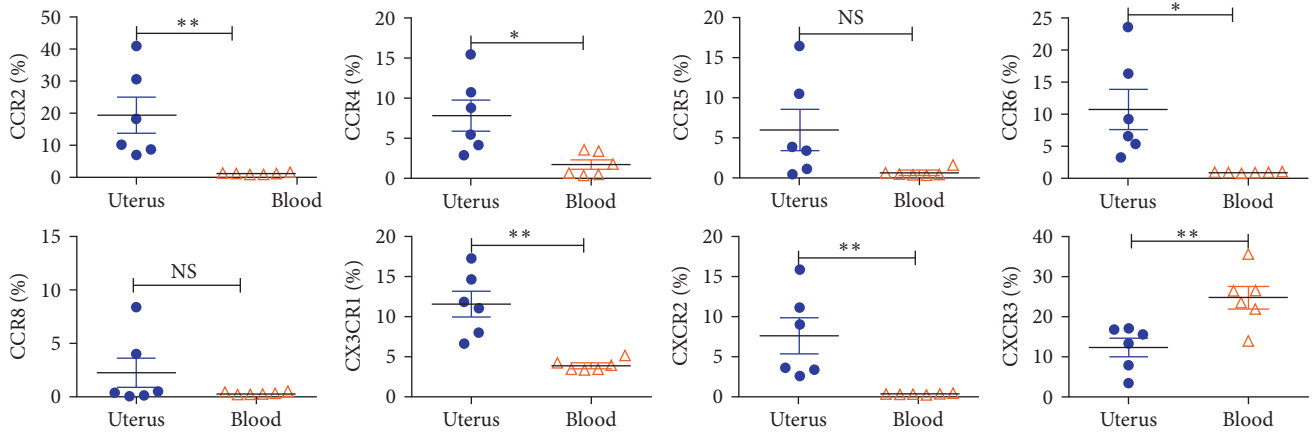 CCR2 (%)
50
40
30
20
10
0
**
Uterus Blood
CCR4 (%)
20
15
10
5
0
*
Uterus Blood
CCR5 (%)
20
15
10
5
0
NS
Uterus Blood
CCR6 (%)
25
20
15
10
5
0
*
Uterus Blood
CCR8 (%)
15
10
5
0
NS
Uterus Blood
CX3CR1 (%)
20
15
10
5
0
**
Uterus Blood
CXCR2 (%)
20
15
10
5
0
**
Uterus Blood
CXCR3 (%)
40
30
20
10
0
**
Uterus Blood